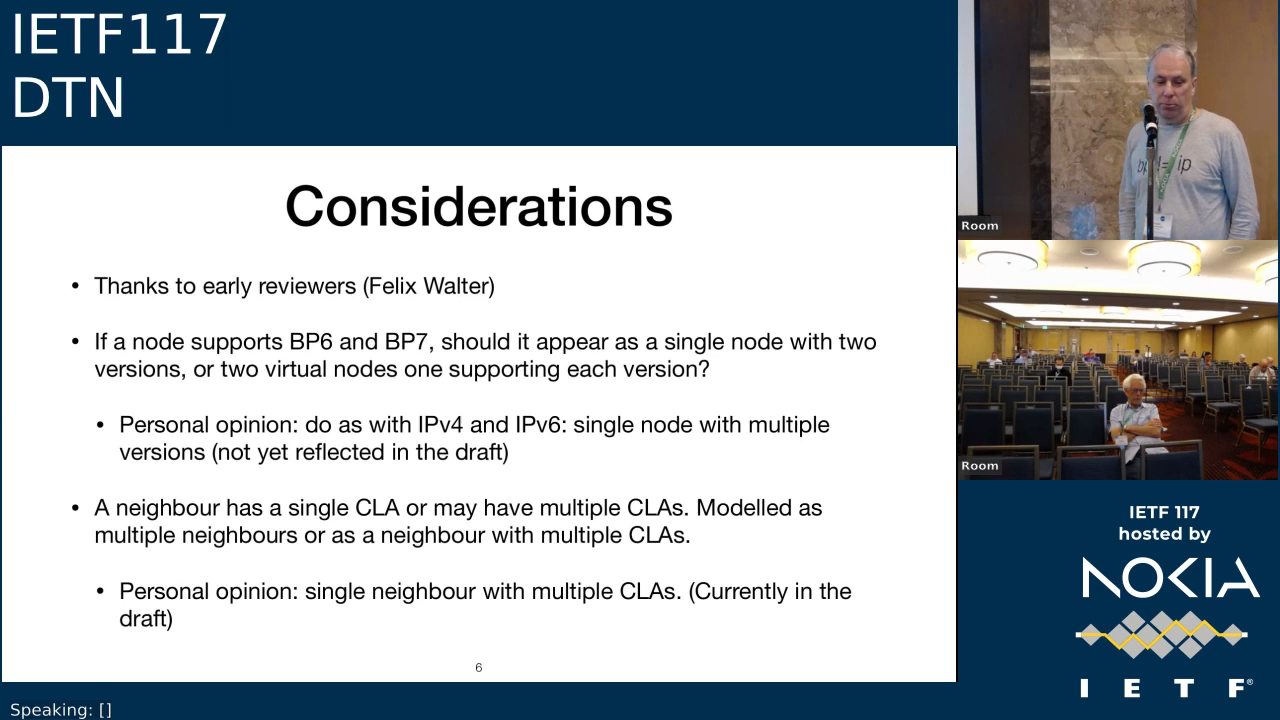 IETF117
DTN
Considerations
• Thanks to early reviewers (Felix Walter)
• If a node supports BP6 and BP7, should it appear as a single node with two
versions, or two virtual nodes one supporting each version?
• Personal opinion: do as with IPv4 and IPv6: single node with multiple
versions (not yet reflected in the draft)
• A neighbour has a single CLA or may have multiple CLAs. Modelled as
multiple neighbours or as a neighbour with multiple CLAs.
• Personal opinion: single neighbour with multiple CLAs. (Currently in the
draft)
6
Speaking: []
Room
Room
IETF 117
hosted by
NOKIA
I E T F®